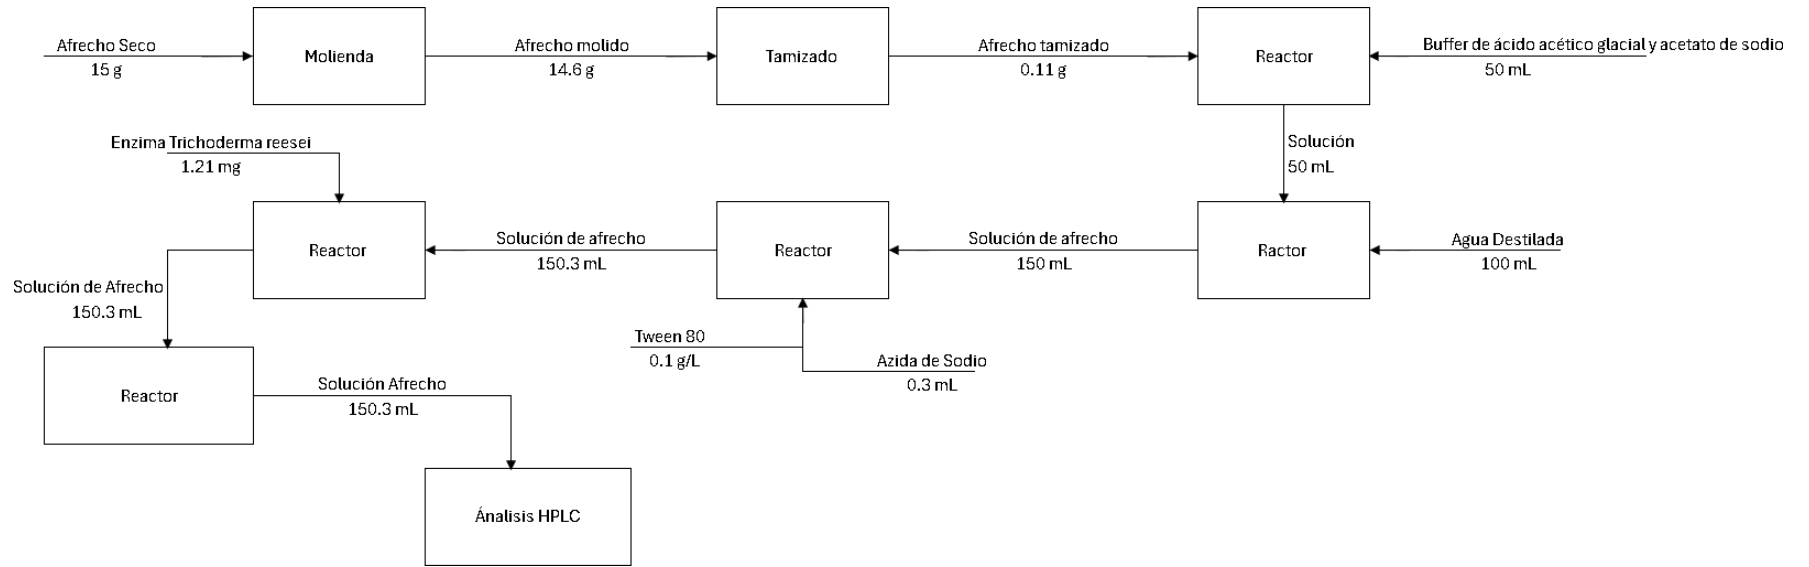 Afrecho Seco
15 g
Molienda
Afrecho molido
14.6 g
Tamizado
Afrecho tamizado
0.11 g
Reactor
Buffer de ácido acético glacial y acetato de sodio
50 mL
Solución
50 mL
Ractor
Agua Destilada
100 mL
Solución de afrecho
150 mL
Reactor
Tween 80
0.1 g/L
Azida de Sodio
0.3 mL
Solución de afrecho
150.3 mL
Enzima Trichoderma reesei
1.21 mg
Reactor
Solución de Afrecho
150.3 mL
Reactor
Solución Afrecho
150.3 mL
Ánalisis HPLC